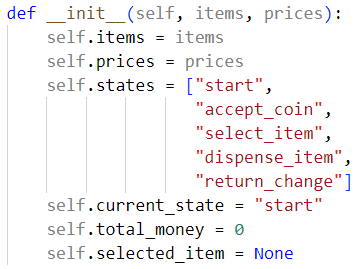 def __init__(self, items, prices):
    self.items = items
    self.prices = prices
    self.states = ["start",
                   "accept_coin",
                   "select_item",
                   "dispense_item",
                   "return_change"]
    self.current_state = "start"
    self.total_money = 0
    self.selected_item = None